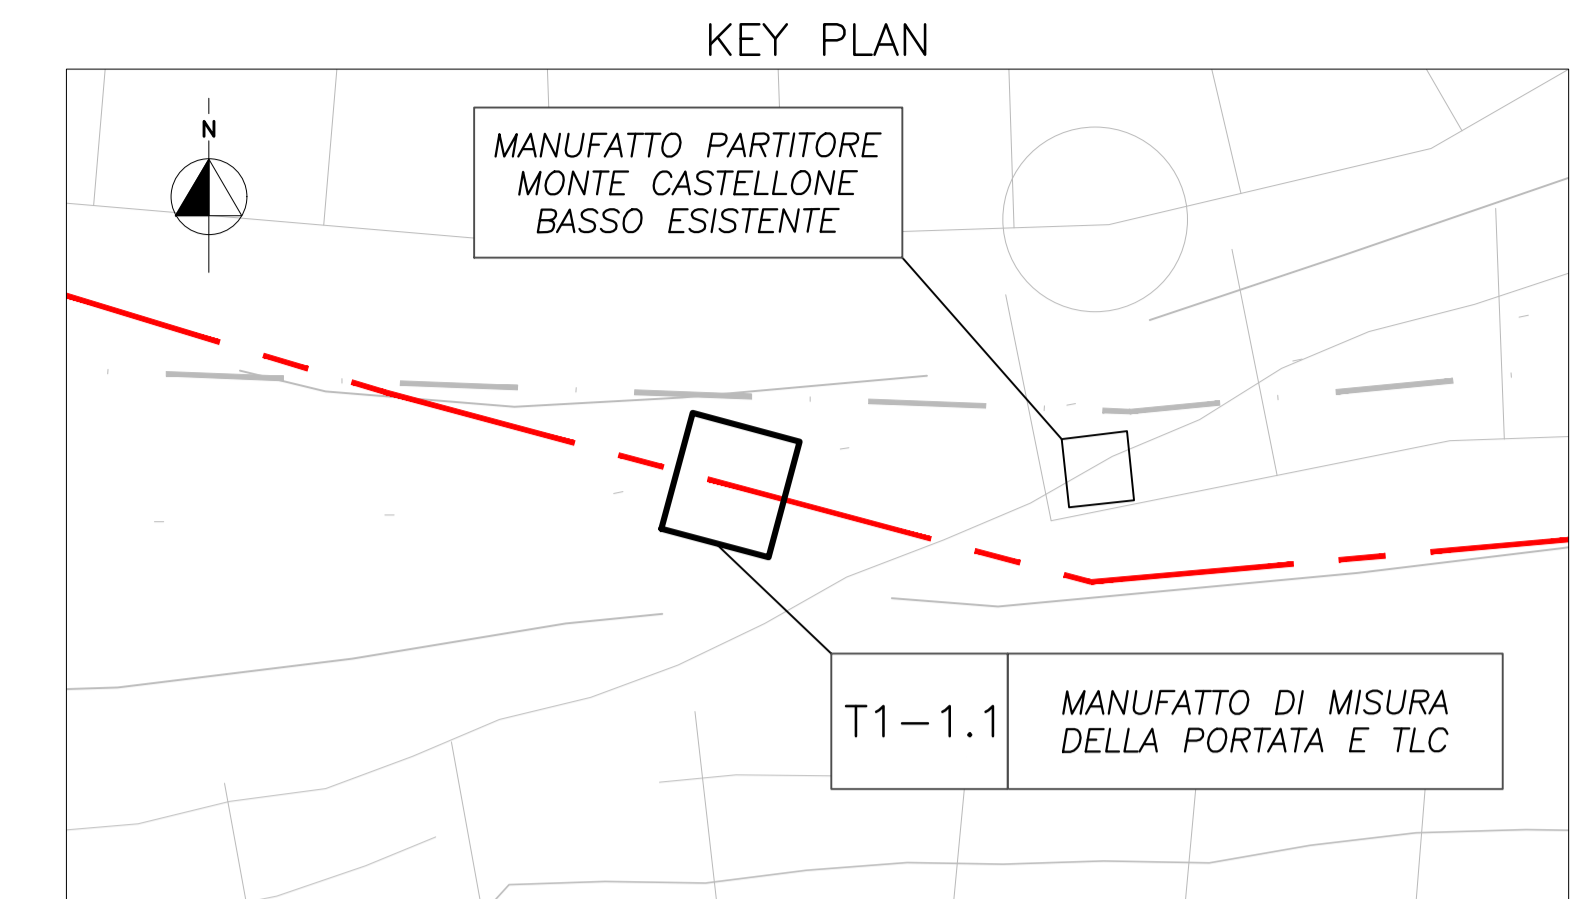 KEY PLAN
N
MANUFATTO PARTITORE
MONTE CASTELLONE
BASSO ESISTENTE
T1-1.1
MANUFATTO DI MISURA
DELLA PORTATA E TLC